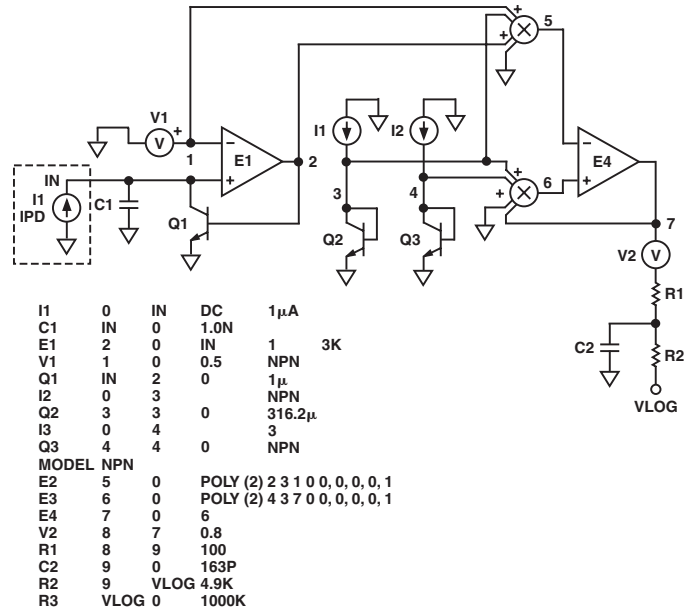 +
5
+
V1
+
V
1
−
E1
2
+
I1
I2
IN
I1
IPD
C1
Q1
3
4
Q2
Q3
+
+
6
−
E4
+
7
V2
V
R1
C2
R2
VLOG
I1 0 IN DC 1µA
C1 IN 0 1.0N
E1 2 0 IN 1 3K
V1 1 0 0.5 NPN
Q1 IN 2 0 1µ
I2 0 3 NPN
Q2 3 3 0 316.2µ
I3 0 4 3
Q3 4 4 0 NPN
MODEL NPN
E2 5 0 POLY (2) 2 3 1 0 0, 0, 0, 0, 1
E3 6 0 POLY (2) 4 3 7 0 0, 0, 0, 0, 1
E4 7 0 6
V2 8 7 0.8
R1 8 9 100
C2 9 0 163P
R2 9 VLOG 4.9K
R3 VLOG 0 1000K